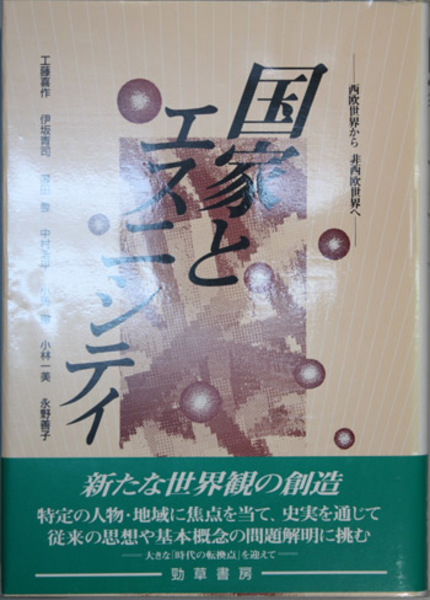 国家と
エスニシティ
──西欧世界から 非西欧世界へ──
工藤喜作
伊坂青司
中村
小林一美
永野善子
新たな世界観の創造
特定の人物・地域に焦点を当て、史実を通じて
従来の思想や基本概念の問題解明に挑む
──大きな「時代の転換点」を迎えて──
勁草書房